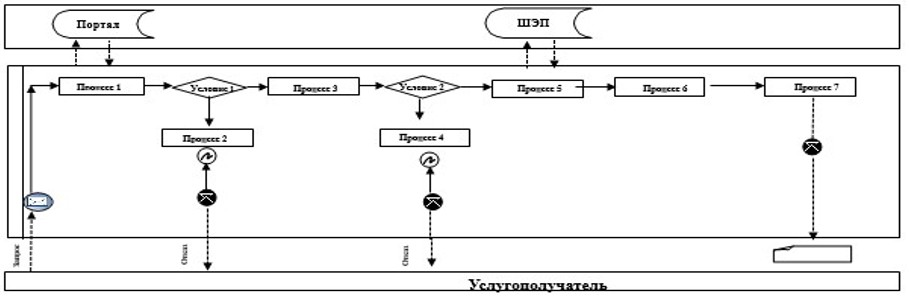 Портал
ШЭП
Процесс 1
Условие 1
Процесс 3
Условие 2
Процесс 5
Процесс 6
Процесс 7
Процесс 2
Процесс 4
Запрос
Отказ
Отказ
Услугополучатель